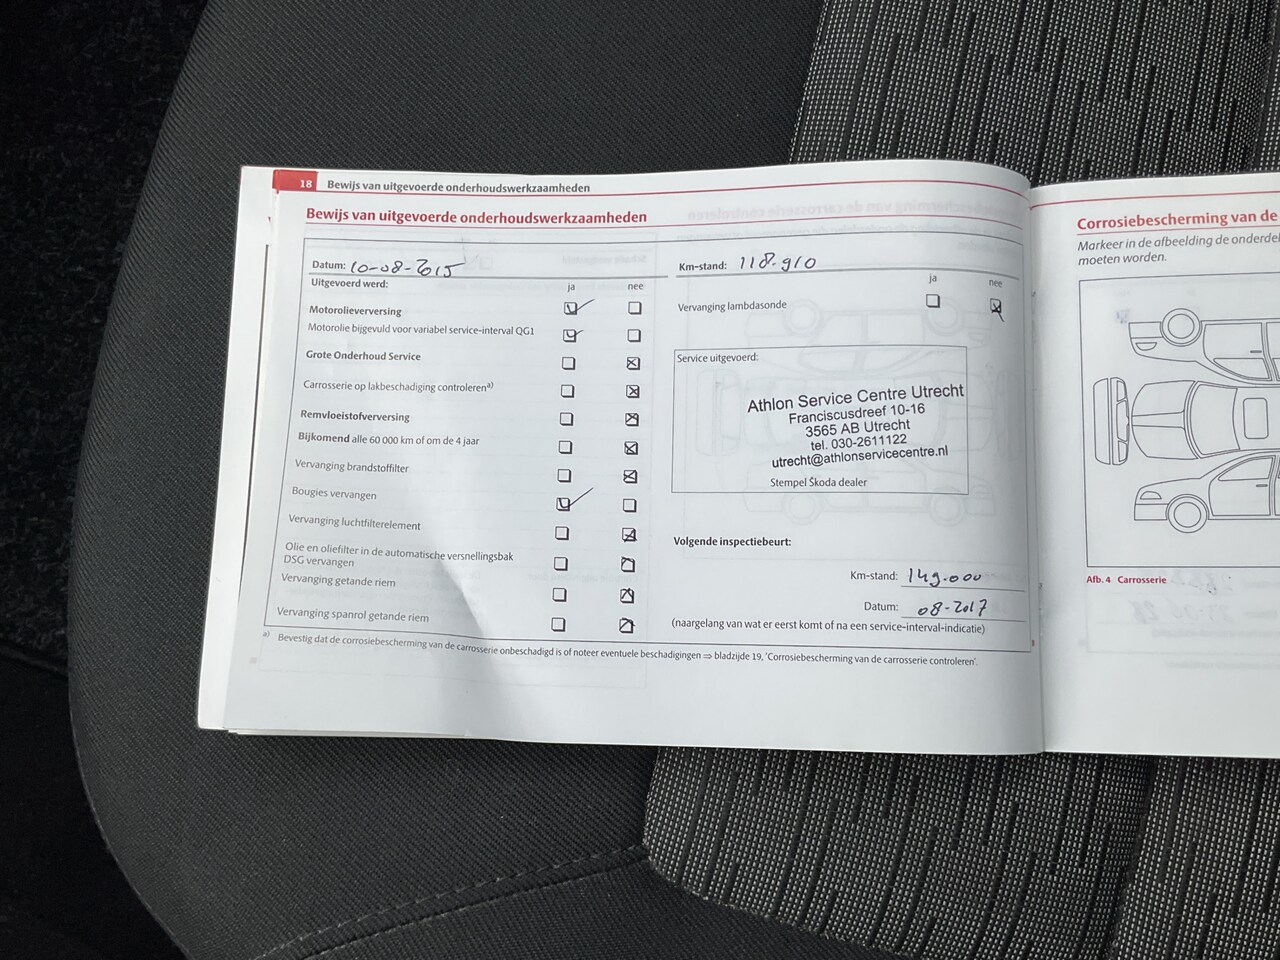 18 Bewijs van uitgevoerde onderhoudswerkzaamheden
Bewijs van uitgevoerde onderhoudswerkzaamheden
Datum: 10-08-2015
Km-stand: 118.910
Uitgevoerd werd: ja nee
ja nee
Motorolieverversing
Vervanging lambdasonde
Motorolie bijgevuld voor variabel service-interval QG1
Grote Onderhoud Service
Carrosserie op lakbeschadiging controlerena)
Remvloeistofverversing
Bijkomend alle 60 000 km of om de 4 jaar
Vervanging brandstoffilter
Bougies vervangen
Vervanging luchtfilterelement
Olie en oliefilter in de automatische versnellingsbak
DSG vervangen
Vervanging getande riem
Vervanging spanrol getande riem
Service uitgevoerd:
Athlon Service Centre Utrecht
Franciscusdreef 10-16
3565 AB Utrecht
tel. 030-2611122
utrecht@athlonservicecentre.nl
Stempel Škoda dealer
Volgende inspectiebeurt:
Km-stand: 149.000
Datum: 08-2017
(naargelang van wat er eerst komt of na een service-interval-indicatie)
a) Bevestig dat de corrosiebescherming van de carrosserie onbeschadigd is of noteer eventuele beschadigingen ⇒ bladzijde 19, 'Corrosiebescherming van de carrosserie controleren'.
Corrosiebescherming van de
Markeer in de afbeelding de
moeten worden.
Afb. 4 Carrosserie